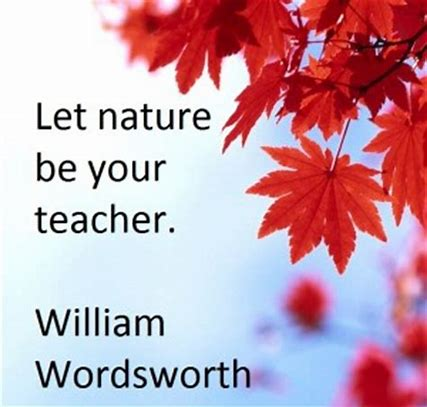 Let nature
be your
teacher.
William
Wordsworth